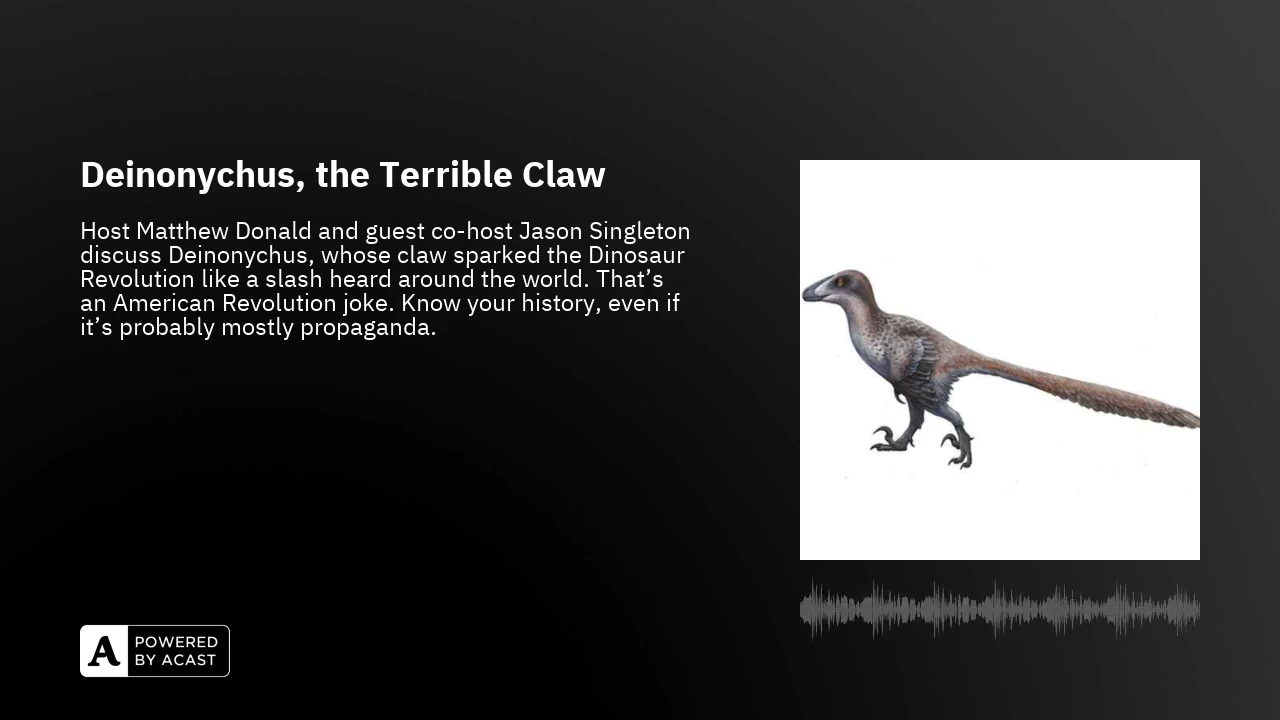 Deinonychus, the Terrible Claw
Host Matthew Donald and guest co-host Jason Singleton
discuss Deinonychus, whose claw sparked the Dinosaur
Revolution like a slash heard around the world. That’s
an American Revolution joke. Know your history, even if
it’s probably mostly propaganda.
A POWERED
BY ACAST